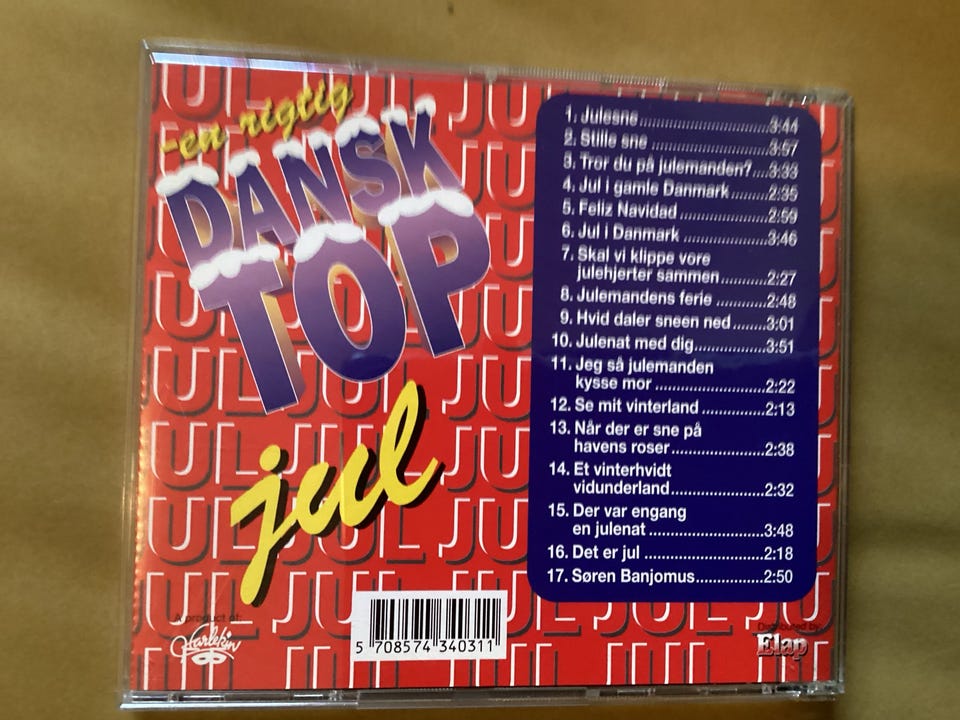 -en rigtig
DANSK
TOP
jul
1. Julesne......3:44
2. Stille sne......3:57
3. Tror du på julemanden?....3:33
4. Jul i gamle Danmark......2:35
5. Feliz Navidad......2:59
6. Jul i Danmark......3:46
7. Skal vi klippe vore
julehjerter sammen......2:27
8. Julemandens ferie......2:48
9. Hvid daler sneen ned......3:01
10. Julenat med dig......3:51
11. Jeg så julemanden
kysse mor......2:22
12. Se mit vinterland......2:13
13. Når der er sne på
havens roser......2:38
14. Et vinterhvidt
vidunderland......2:32
15. Der var engang
en julenat......3:48
16. Det er jul......2:18
17. Søren Banjomus......2:50
A product of:
Harlekin
5 708574 340311
Distributed by:
Elap